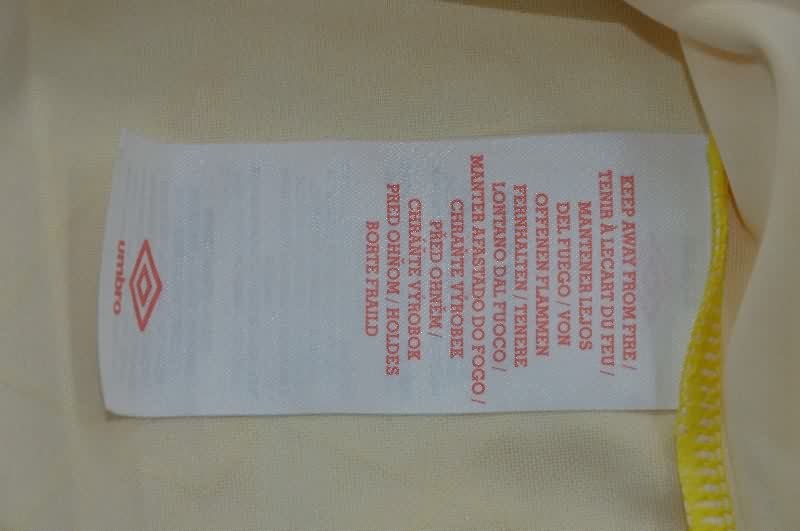 KEEP AWAY FROM FIRE /
TENIR À LECART DU FEU /
MANTENER LEJOS
DEL FUEGO / VON
OFFENEN FLAMMEN
FERNHALTEN / TENERE
LONTANO DAL FUOCO /
MANTER AFASTADO DO FOGO /
CHRAŇTE VÝROBEK
PŘED OHNĚM /
CHRÁŇTE VÝROBOK
PRED OHŇOM / HOLDES
BORTE FRAILD
umbro